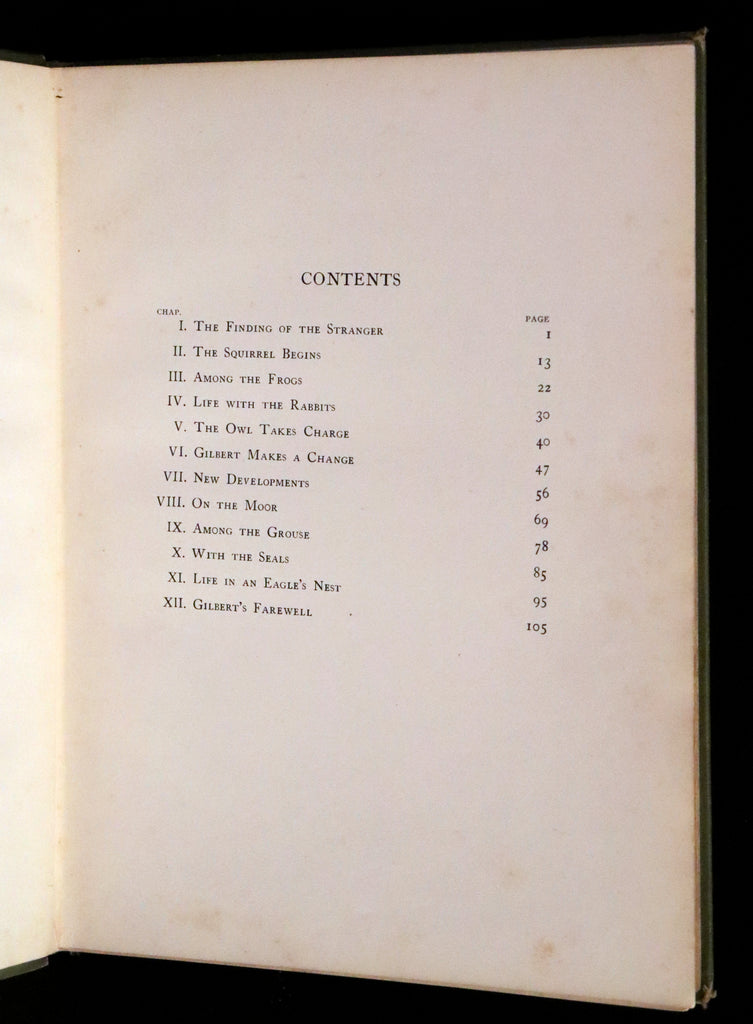 CONTENTS
CHAP. PAGE
I. The Finding of the Stranger 1
II. The Squirrel Begins 13
III. Among the Frogs 22
IV. Life with the Rabbits 30
V. The Owl Takes Charge 40
VI. Gilbert Makes a Change 47
VII. New Developments 56
VIII. On the Moor 69
IX. Among the Grouse 78
X. With the Seals 85
XI. Life in an Eagle's Nest 95
XII. Gilbert's Farewell 105